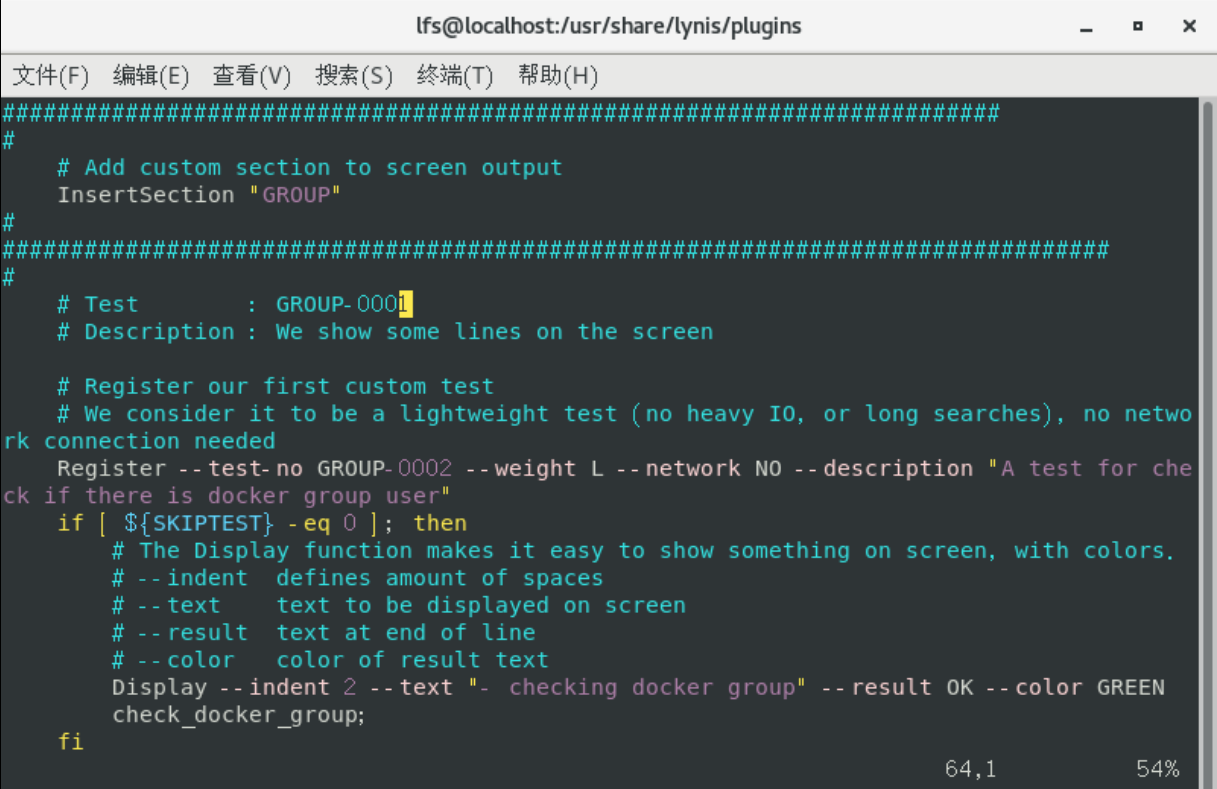 lfs@localhost:/usr/share/lynis/plugins
文件(F) 编辑(E) 查看(V) 搜索(S) 终端(T) 帮助(H)
#########################################################################
#
    # Add custom section to screen output
    InsertSection "GROUP"
#
#################################################################################
#
    # Test        : GROUP-0001
    # Description : We show some lines on the screen

    # Register our first custom test
    # We consider it to be a lightweight test (no heavy IO, or long searches), no netwo
rk connection needed
    Register --test-no GROUP-0002 --weight L --network NO --description "A test for che
ck if there is docker group user"
    if [ ${SKIPTEST} -eq 0 ]; then
        # The Display function makes it easy to show something on screen, with colors.
        # --indent  defines amount of spaces
        # --text    text to be displayed on screen
        # --result  text at end of line
        # --color   color of result text
        Display --indent 2 --text "- checking docker group" --result OK --color GREEN
        check_docker_group;
    fi
64,1 54%